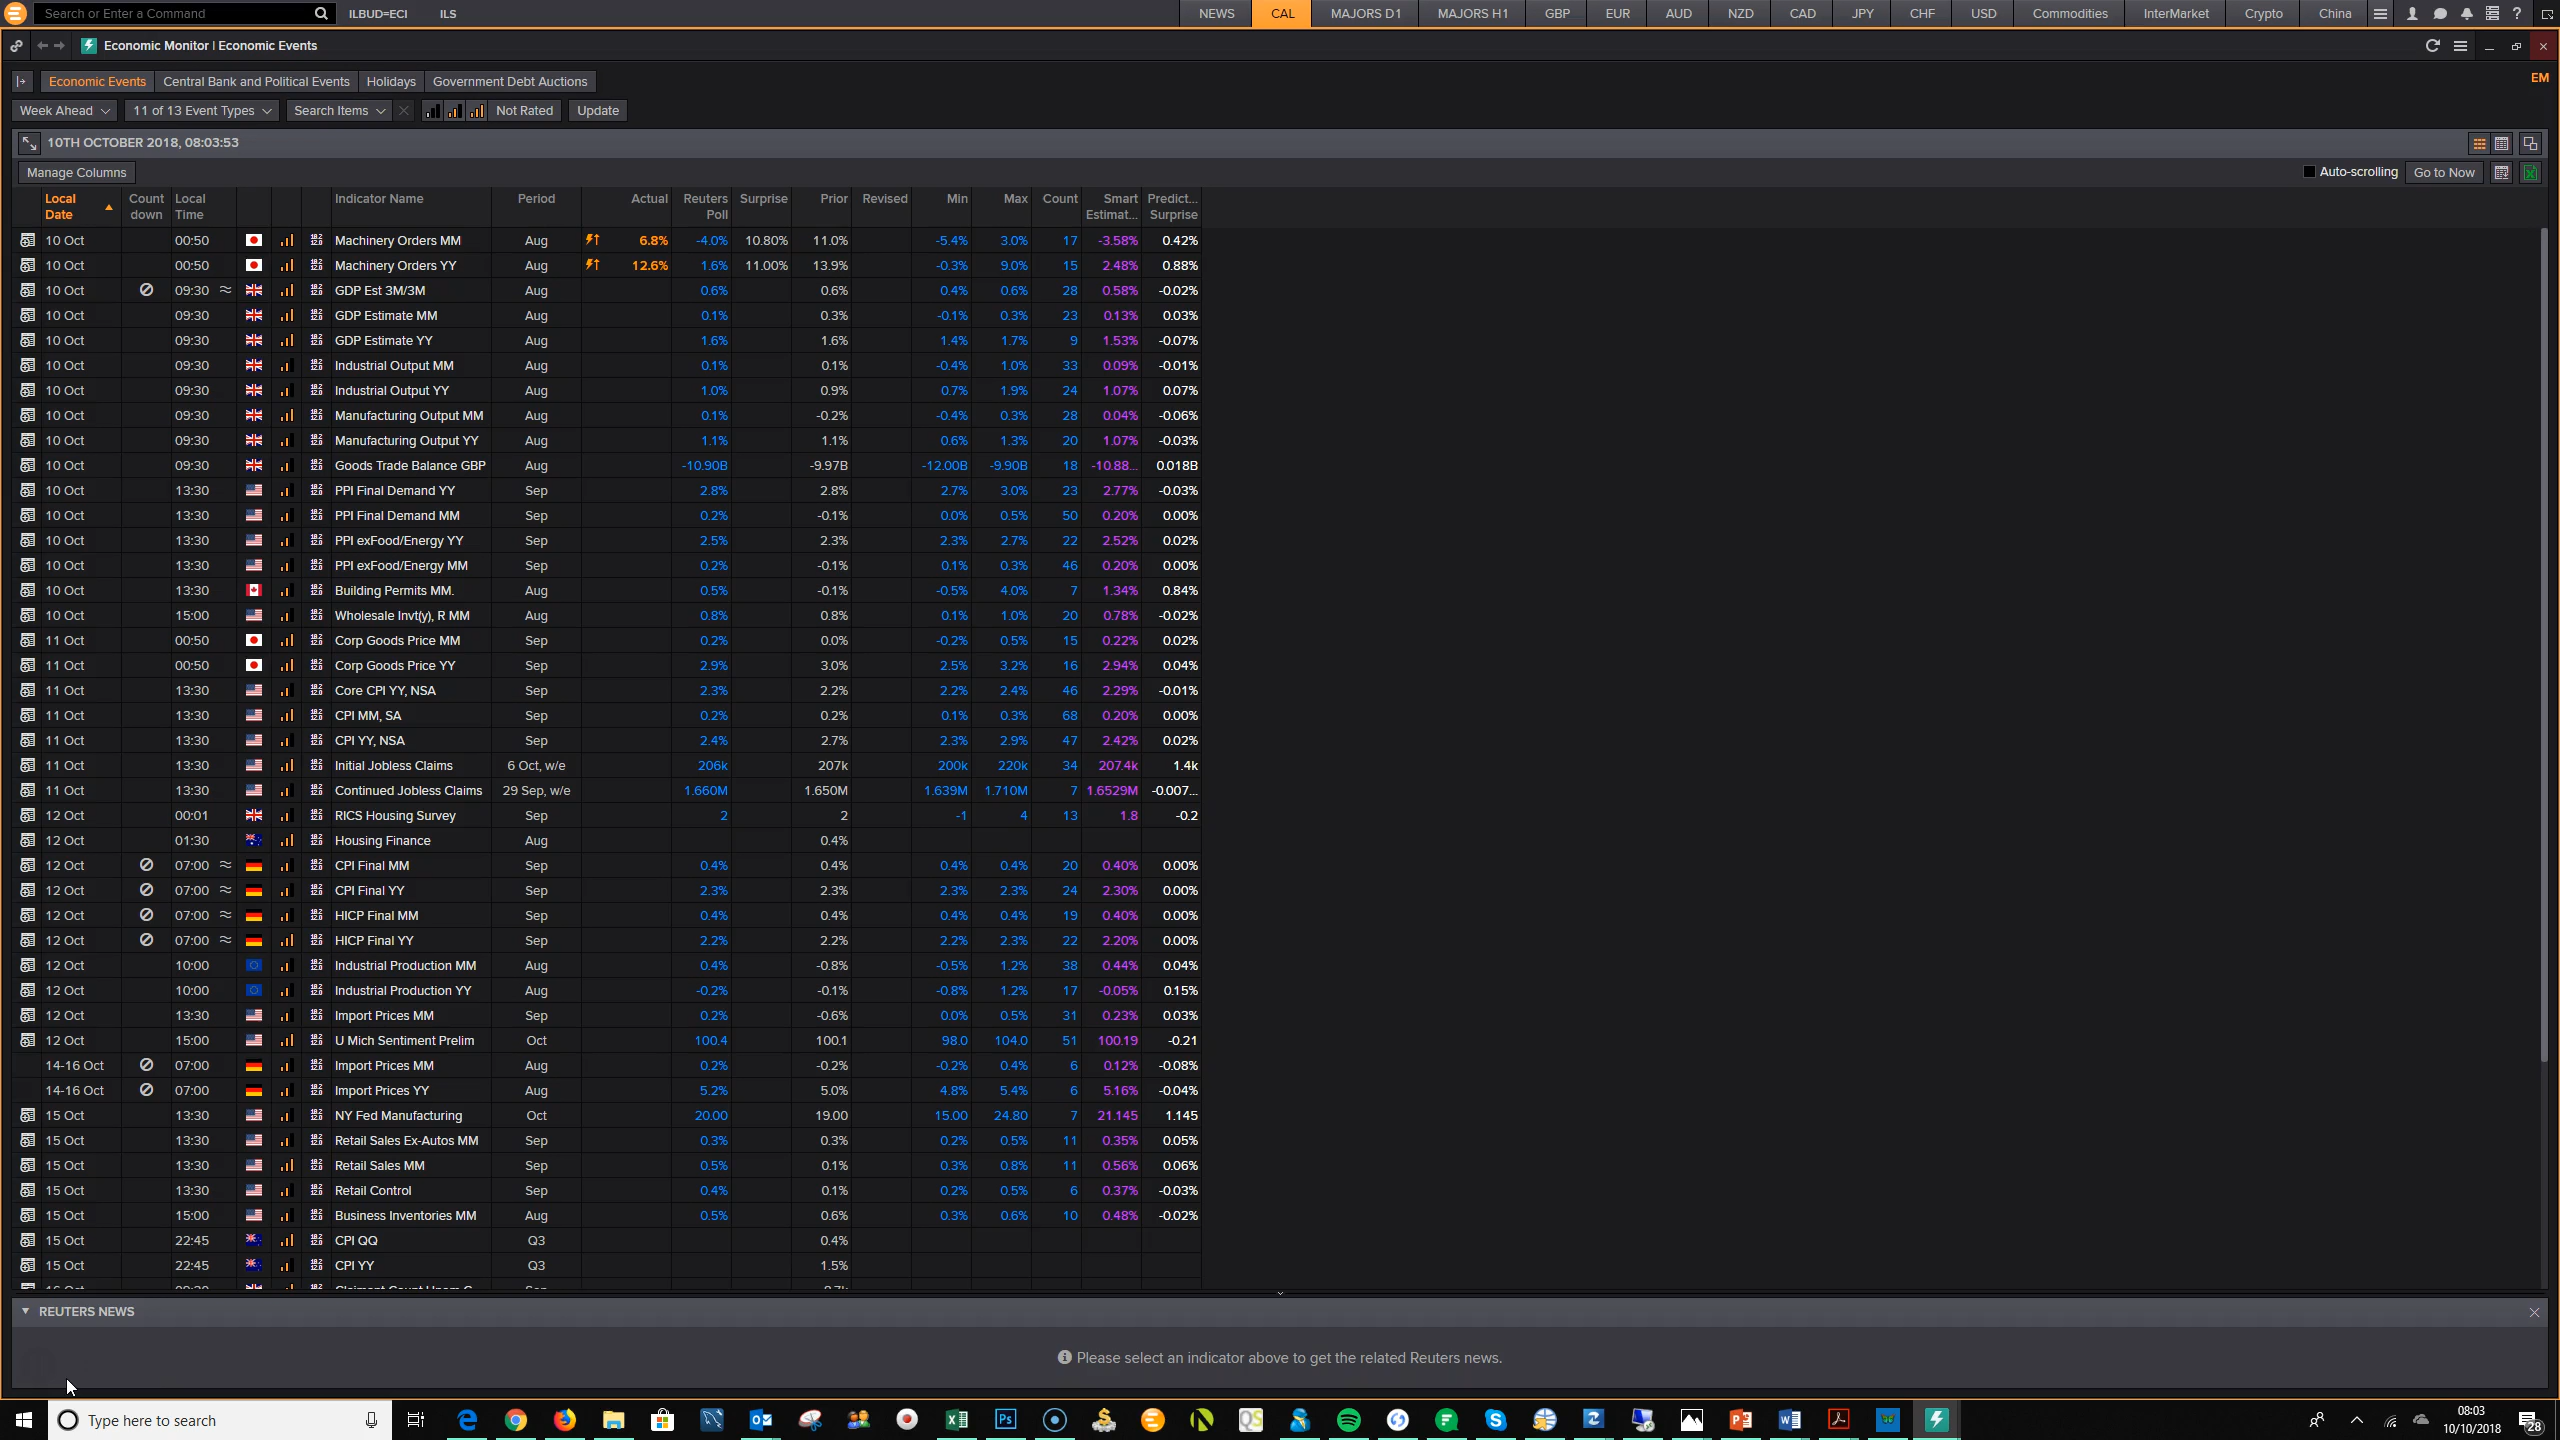 Search or Enter a Command ILBUD=ECI ILS NEWS CAL MAJORS D1 MAJORS H1 GBP EUR AUD NZD CAD JPY CHF USD Commodities InterMarket Crypto China
Economic Monitor | Economic Events
Economic Events Central Bank and Political Events Holidays Government Debt Auctions EM
Week Ahead 11 of 13 Event Types Search Items Not Rated Update
10TH OCTOBER 2018, 08:03:53
Manage Columns Auto-scrolling Go to Now
Local Date Count down Local Time Indicator Name Period Actual Reuters Poll Surprise Prior Revised Min Max Count Smart Estimat... Predict... Surprise
10 Oct 00:50 Machinery Orders MM Aug 6.8% -4.0% 10.80% 11.0% -5.4% 3.0% 17 -3.58% 0.42%
10 Oct 00:50 Machinery Orders YY Aug 12.6% 1.6% 11.00% 13.9% -0.3% 9.0% 15 2.48% 0.88%
10 Oct 09:30 ≈ GDP Est 3M/3M Aug 0.6% 0.6% 0.4% 0.6% 28 0.58% -0.02%
10 Oct 09:30 GDP Estimate MM Aug 0.1% 0.3% -0.1% 0.3% 23 0.13% 0.03%
10 Oct 09:30 GDP Estimate YY Aug 1.6% 1.6% 1.4% 1.7% 9 1.53% -0.07%
10 Oct 09:30 Industrial Output MM Aug 0.1% 0.1% -0.4% 1.0% 33 0.09% -0.01%
10 Oct 09:30 Industrial Output YY Aug 1.0% 0.9% 0.7% 1.9% 24 1.07% 0.07%
10 Oct 09:30 Manufacturing Output MM Aug 0.1% -0.2% -0.4% 0.3% 28 0.04% -0.06%
10 Oct 09:30 Manufacturing Output YY Aug 1.1% 1.1% 0.6% 1.3% 20 1.07% -0.03%
10 Oct 09:30 Goods Trade Balance GBP Aug -10.90B -9.97B -12.00B -9.90B 18 -10.88... 0.018B
10 Oct 13:30 PPI Final Demand YY Sep 2.8% 2.8% 2.7% 3.0% 23 2.77% -0.03%
10 Oct 13:30 PPI Final Demand MM Sep 0.2% -0.1% 0.0% 0.5% 50 0.20% 0.00%
10 Oct 13:30 PPI exFood/Energy YY Sep 2.5% 2.3% 2.3% 2.7% 22 2.52% 0.02%
10 Oct 13:30 PPI exFood/Energy MM Sep 0.2% -0.1% 0.1% 0.3% 46 0.20% 0.00%
10 Oct 13:30 Building Permits MM. Aug 0.5% -0.1% -0.5% 4.0% 7 1.34% 0.84%
10 Oct 15:00 Wholesale Invt(y), R MM Aug 0.8% 0.8% 0.1% 1.0% 20 0.78% -0.02%
11 Oct 00:50 Corp Goods Price MM Sep 0.2% 0.0% -0.2% 0.5% 15 0.22% 0.02%
11 Oct 00:50 Corp Goods Price YY Sep 2.9% 3.0% 2.5% 3.2% 16 2.94% 0.04%
11 Oct 13:30 Core CPI YY, NSA Sep 2.3% 2.2% 2.2% 2.4% 46 2.29% -0.01%
11 Oct 13:30 CPI MM, SA Sep 0.2% 0.2% 0.1% 0.3% 68 0.20% 0.00%
11 Oct 13:30 CPI YY, NSA Sep 2.4% 2.7% 2.3% 2.9% 47 2.42% 0.02%
11 Oct 13:30 Initial Jobless Claims 6 Oct, w/e 206k 207k 200k 220k 34 207.4k 1.4k
11 Oct 13:30 Continued Jobless Claims 29 Sep, w/e 1.660M 1.650M 1.639M 1.710M 7 1.6529M -0.007...
12 Oct 00:01 RICS Housing Survey Sep 2 2 -1 4 13 1.8 -0.2
12 Oct 01:30 Housing Finance Aug 0.4%
12 Oct 07:00 ≈ CPI Final MM Sep 0.4% 0.4% 0.4% 0.4% 20 0.40% 0.00%
12 Oct 07:00 ≈ CPI Final YY Sep 2.3% 2.3% 2.3% 2.3% 24 2.30% 0.00%
12 Oct 07:00 ≈ HICP Final MM Sep 0.4% 0.4% 0.4% 0.4% 19 0.40% 0.00%
12 Oct 07:00 ≈ HICP Final YY Sep 2.2% 2.2% 2.2% 2.3% 22 2.20% 0.00%
12 Oct 10:00 Industrial Production MM Aug 0.4% -0.8% -0.5% 1.2% 38 0.44% 0.04%
12 Oct 10:00 Industrial Production YY Aug -0.2% -0.1% -0.8% 1.2% 17 -0.05% 0.15%
12 Oct 13:30 Import Prices MM Sep 0.2% -0.6% 0.0% 0.5% 31 0.23% 0.03%
12 Oct 15:00 U Mich Sentiment Prelim Oct 100.4 100.1 98.0 104.0 51 100.19 -0.21
14-16 Oct 07:00 Import Prices MM Aug 0.2% -0.2% -0.2% 0.4% 6 0.12% -0.08%
14-16 Oct 07:00 Import Prices YY Aug 5.2% 5.0% 4.8% 5.4% 6 5.16% -0.04%
15 Oct 13:30 NY Fed Manufacturing Oct 20.00 19.00 15.00 24.80 7 21.145 1.145
15 Oct 13:30 Retail Sales Ex-Autos MM Sep 0.3% 0.3% 0.2% 0.5% 11 0.35% 0.05%
15 Oct 13:30 Retail Sales MM Sep 0.5% 0.1% 0.3% 0.8% 11 0.56% 0.06%
15 Oct 13:30 Retail Control Sep 0.4% 0.1% 0.2% 0.5% 6 0.37% -0.03%
15 Oct 15:00 Business Inventories MM Aug 0.5% 0.6% 0.3% 0.6% 10 0.48% -0.02%
15 Oct 22:45 CPI QQ Q3 0.4%
15 Oct 22:45 CPI YY Q3 1.5%
REUTERS NEWS
Please select an indicator above to get the related Reuters news.
Type here to search 08:03
10/10/2018 28